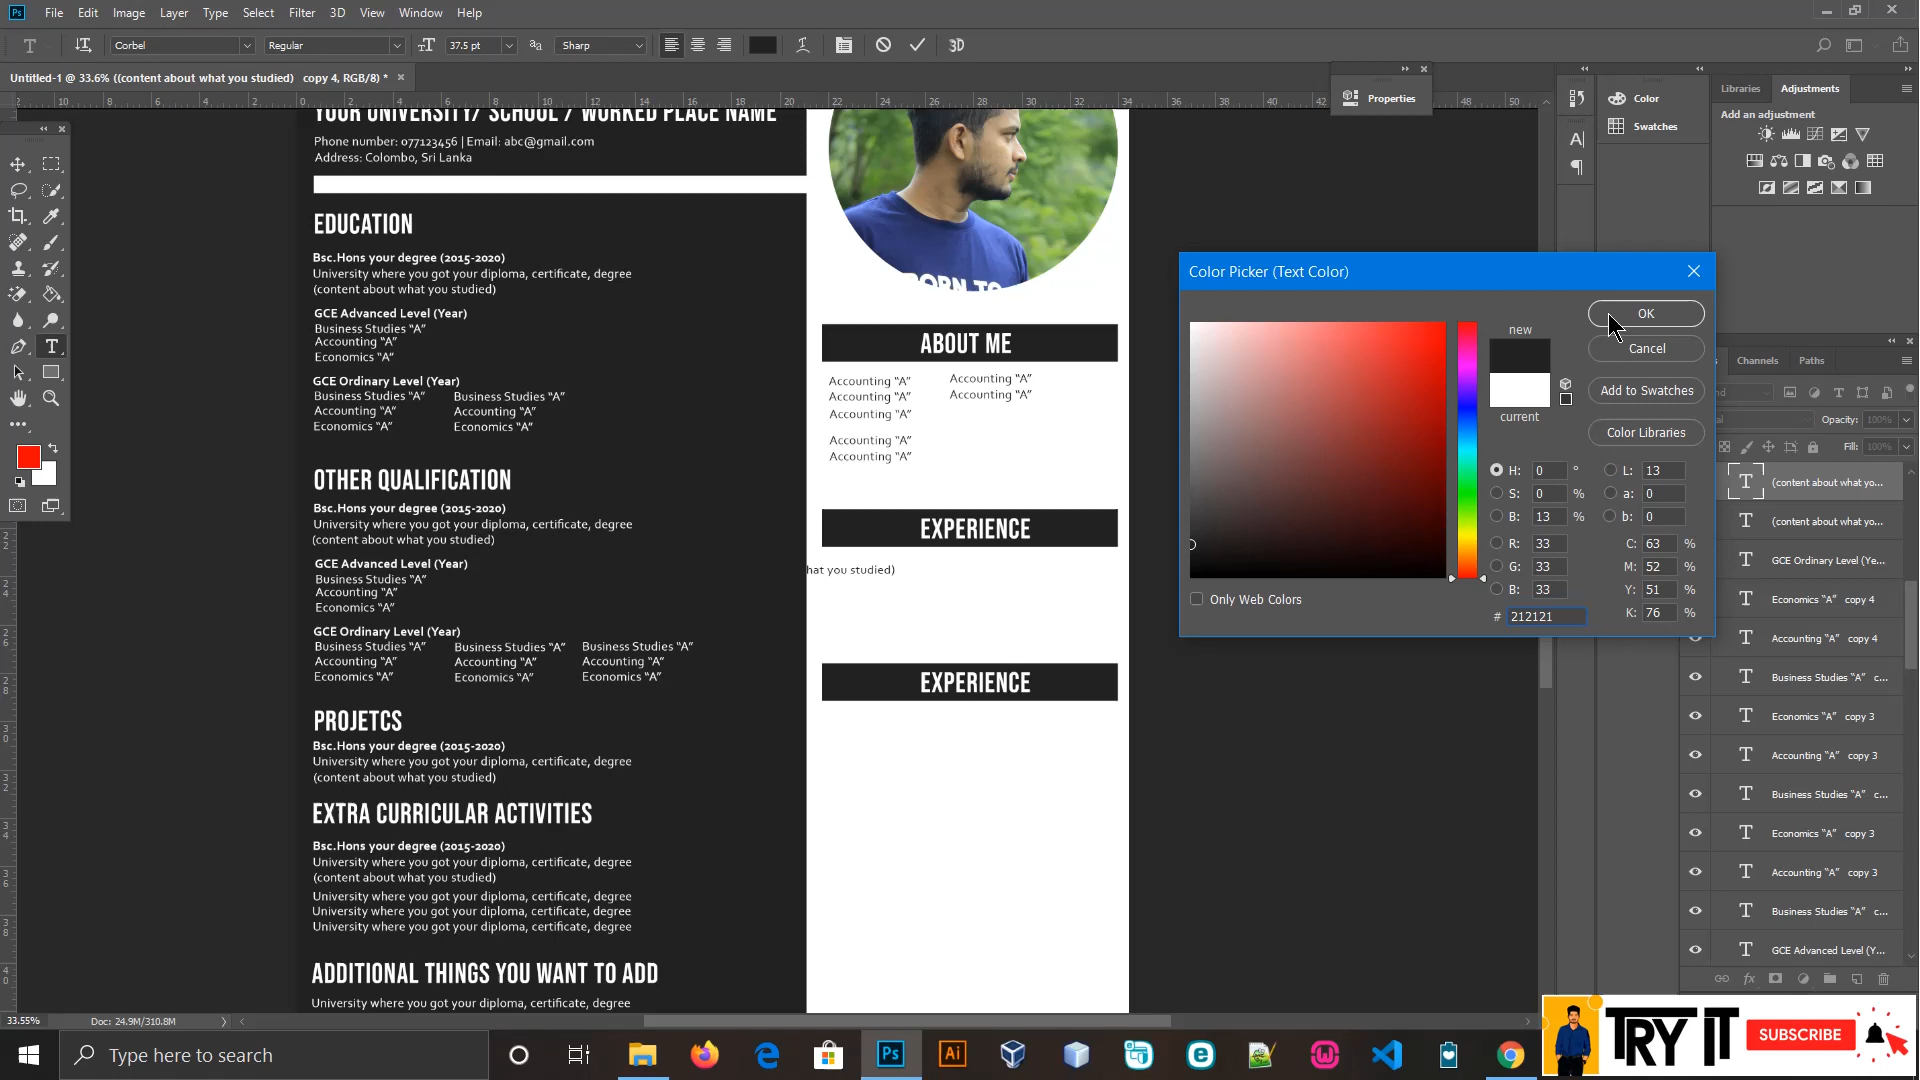 Ps File Edit Image Layer Type Select Filter 3D View Window Help
T Corbel Regular 37.5 pt aa Sharp 3D
Untitled-1 @ 33.6% ((content about what you studied) copy 4, RGB/8) *
Properties
Color
Swatches
Libraries Adjustments
Add an adjustment
YOUR UNIVERSITY/ SCHOOL / WORKED PLACE NAME
Phone number: 077123456 | Email: abc@gmail.com
Address: Colombo, Sri Lanka
EDUCATION
Bsc.Hons your degree (2015-2020)
University where you got your diploma, certificate, degree
(content about what you studied)
GCE Advanced Level (Year)
Business Studies “A”
Accounting “A”
Economics “A”
GCE Ordinary Level (Year)
Business Studies “A” Business Studies “A”
Accounting “A” Accounting “A”
Economics “A” Economics “A”
OTHER QUALIFICATION
Bsc.Hons your degree (2015-2020)
University where you got your diploma, certificate, degree
(content about what you studied)
GCE Advanced Level (Year)
Business Studies “A”
Accounting “A”
Economics “A”
GCE Ordinary Level (Year)
Business Studies “A” Business Studies “A” Business Studies “A”
Accounting “A” Accounting “A” Accounting “A”
Economics “A” Economics “A” Economics “A”
PROJETCS
Bsc.Hons your degree (2015-2020)
University where you got your diploma, certificate, degree
(content about what you studied)
EXTRA CURRICULAR ACTIVITIES
Bsc.Hons your degree (2015-2020)
University where you got your diploma, certificate, degree
(content about what you studied)
University where you got your diploma, certificate, degree
University where you got your diploma, certificate, degree
University where you got your diploma, certificate, degree
ADDITIONAL THINGS YOU WANT TO ADD
University where you got your diploma, certificate, degree
BORN TO
ABOUT ME
Accounting “A” Accounting “A”
Accounting “A” Accounting “A”
Accounting “A”
Accounting “A”
Accounting “A”
EXPERIENCE
hat you studied)
EXPERIENCE
Color Picker (Text Color)
new
current
OK
Cancel
Add to Swatches
Color Libraries
H: 0 ° L: 13
S: 0 % a: 0
B: 13 % b: 0
R: 33 C: 63 %
G: 33 M: 52 %
B: 33 Y: 51 %
# 212121 K: 76 %
Only Web Colors
Channels Paths
Opacity: 100%
Fill: 100%
T (content about what yo...
T (content about what yo...
T GCE Ordinary Level (Ye...
T Economics “A” copy 4
T Accounting “A” copy 4
T Business Studies “A” c...
T Economics “A” copy 3
T Accounting “A” copy 3
T Business Studies “A” c...
T Economics “A” copy 3
T Accounting “A” copy 3
T Business Studies “A” c...
T GCE Advanced Level (Y...
fx
33.55% Doc: 24.9M/310.8M
Type here to search
Ps Ai
TRY IT
SUBSCRIBE